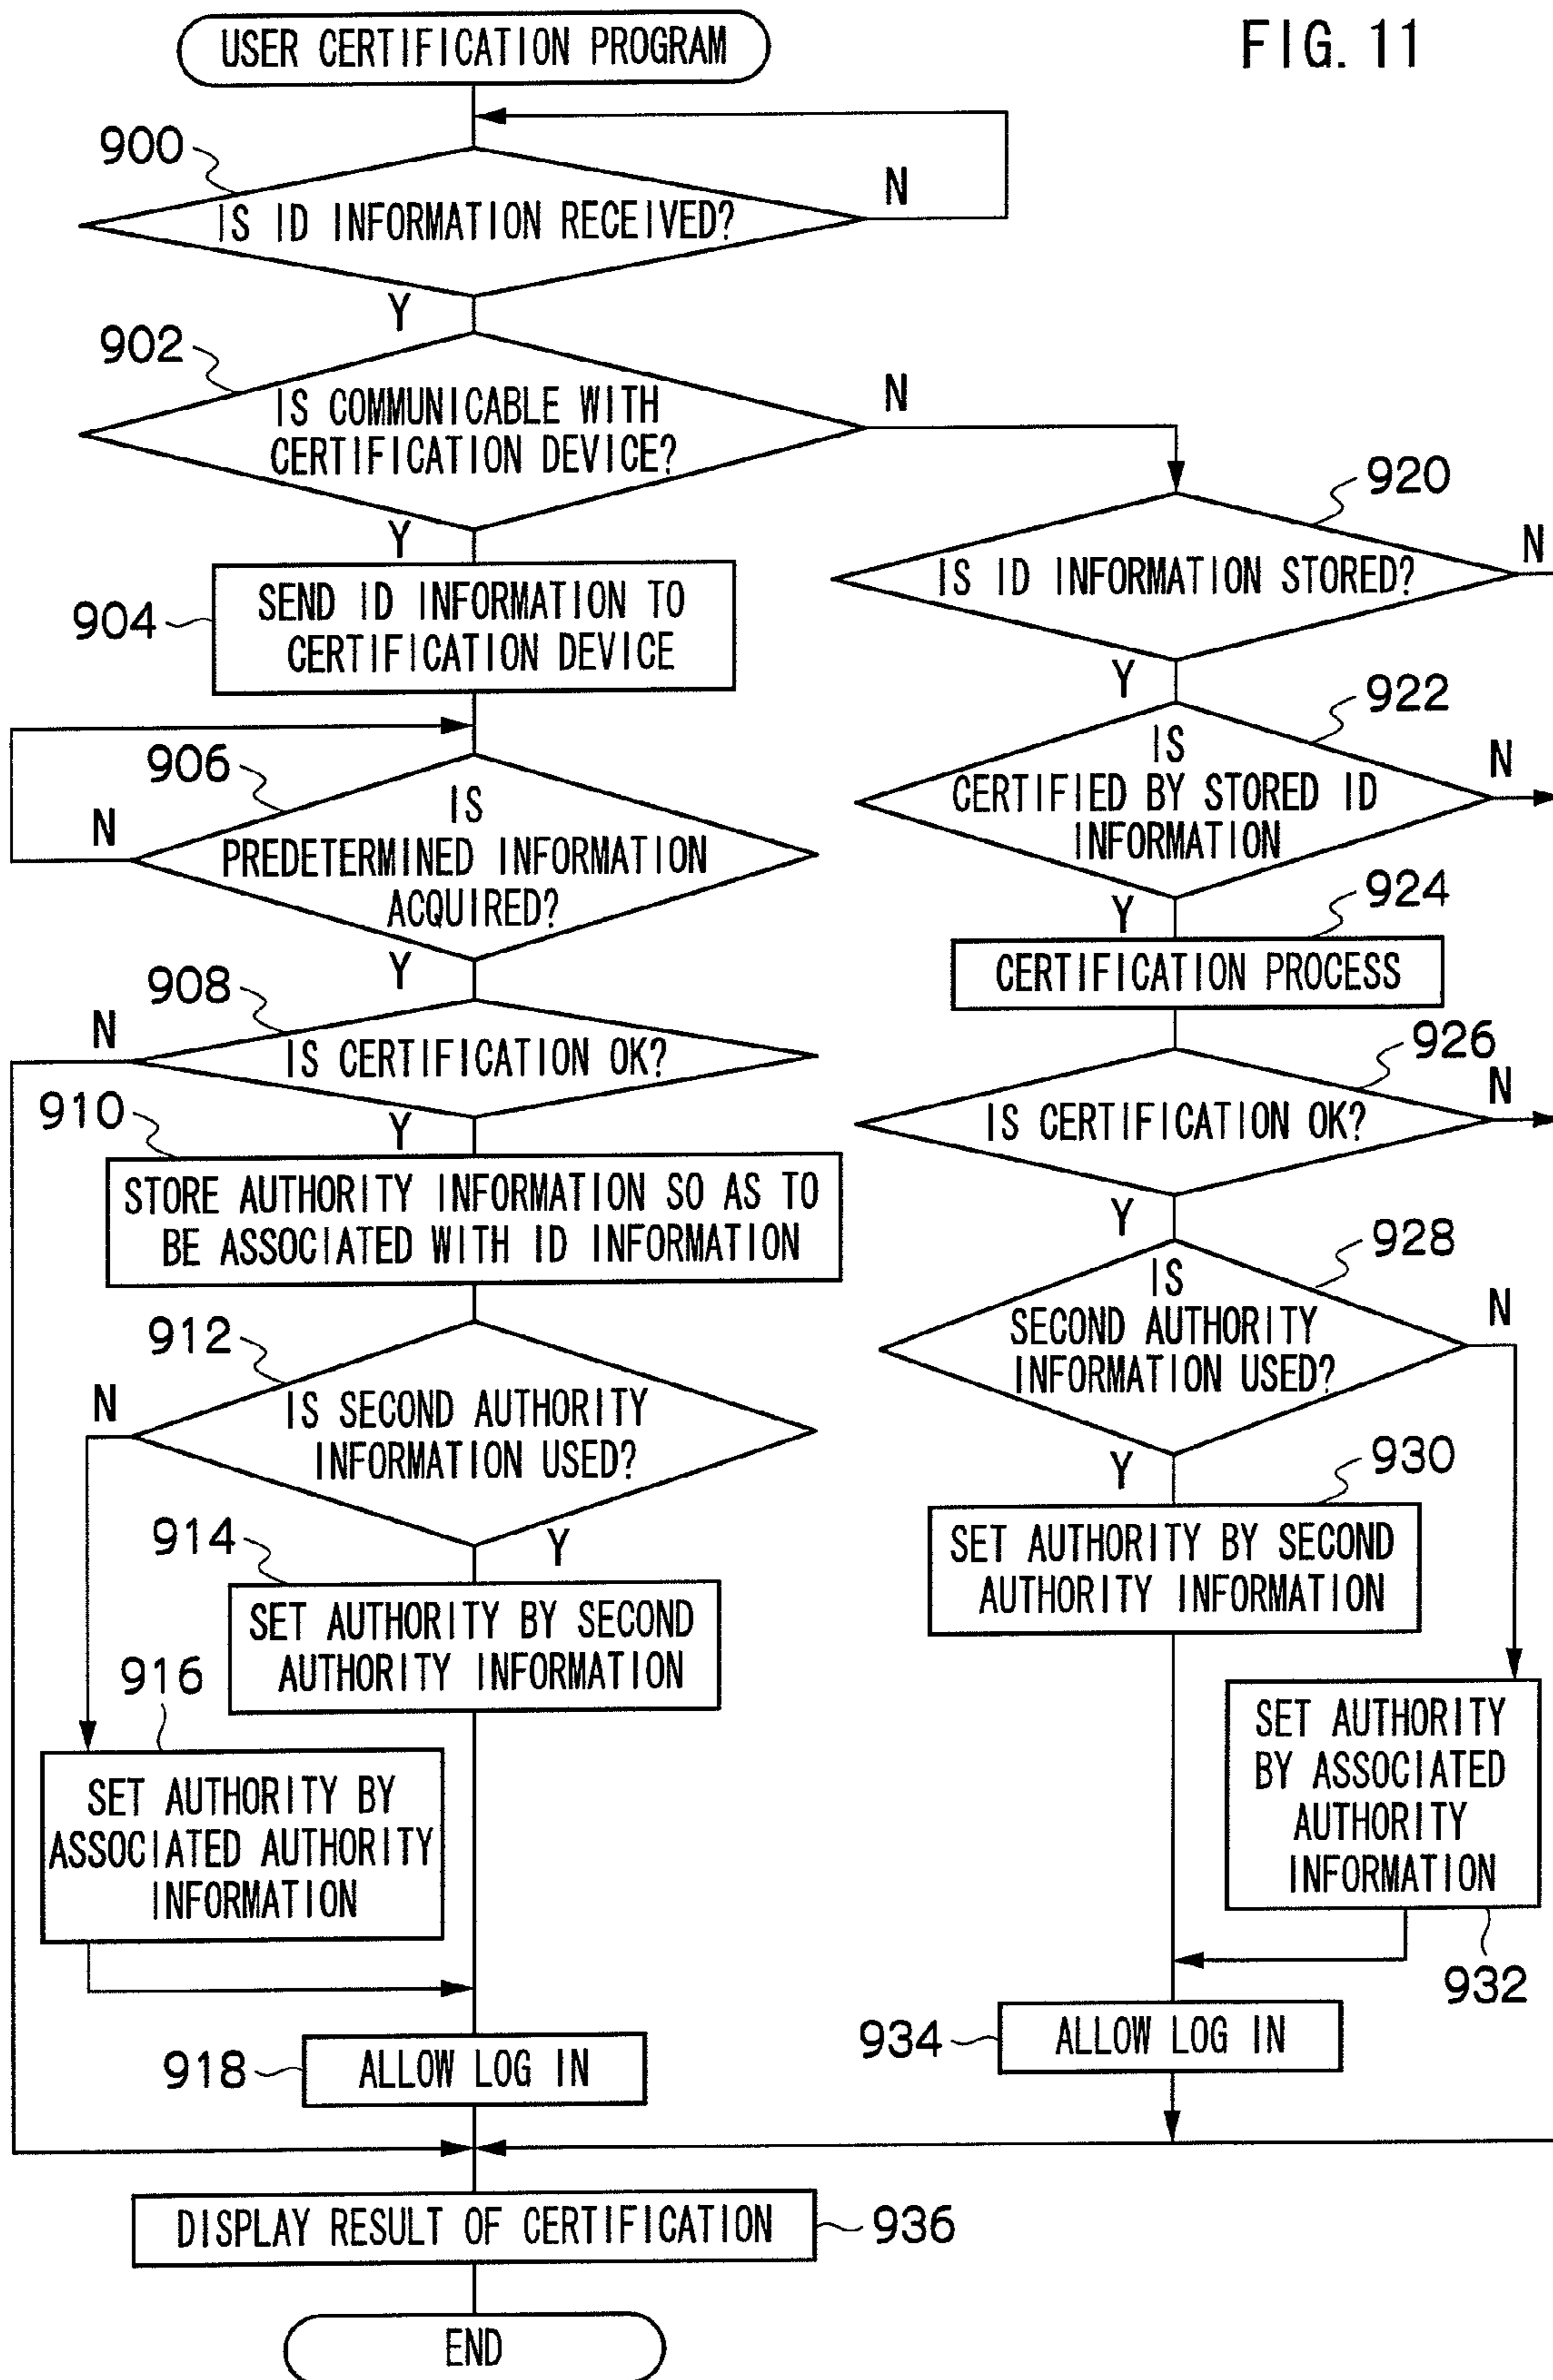 FIG. 11
USER CERTIFICATION PROGRAM
900
IS ID INFORMATION RECEIVED?
N
Y
902
IS COMMUNICABLE WITH
CERTIFICATION DEVICE?
N
Y
904
SEND ID INFORMATION TO
CERTIFICATION DEVICE
906
IS
PREDETERMINED INFORMATION
ACQUIRED?
N
Y
908
IS CERTIFICATION OK?
N
Y
910
STORE AUTHORITY INFORMATION SO AS TO
BE ASSOCIATED WITH ID INFORMATION
912
IS SECOND AUTHORITY
INFORMATION USED?
N
Y
914
SET AUTHORITY BY SECOND
AUTHORITY INFORMATION
916
SET AUTHORITY BY
ASSOCIATED AUTHORITY
INFORMATION
918
ALLOW LOG IN
920
IS ID INFORMATION STORED?
N
Y
922
IS
CERTIFIED BY STORED ID
INFORMATION
N
Y
924
CERTIFICATION PROCESS
926
IS CERTIFICATION OK?
N
Y
928
IS
SECOND AUTHORITY
INFORMATION USED?
N
Y
930
SET AUTHORITY BY SECOND
AUTHORITY INFORMATION
SET AUTHORITY
BY ASSOCIATED
AUTHORITY
INFORMATION
932
934
ALLOW LOG IN
DISPLAY RESULT OF CERTIFICATION
936
END